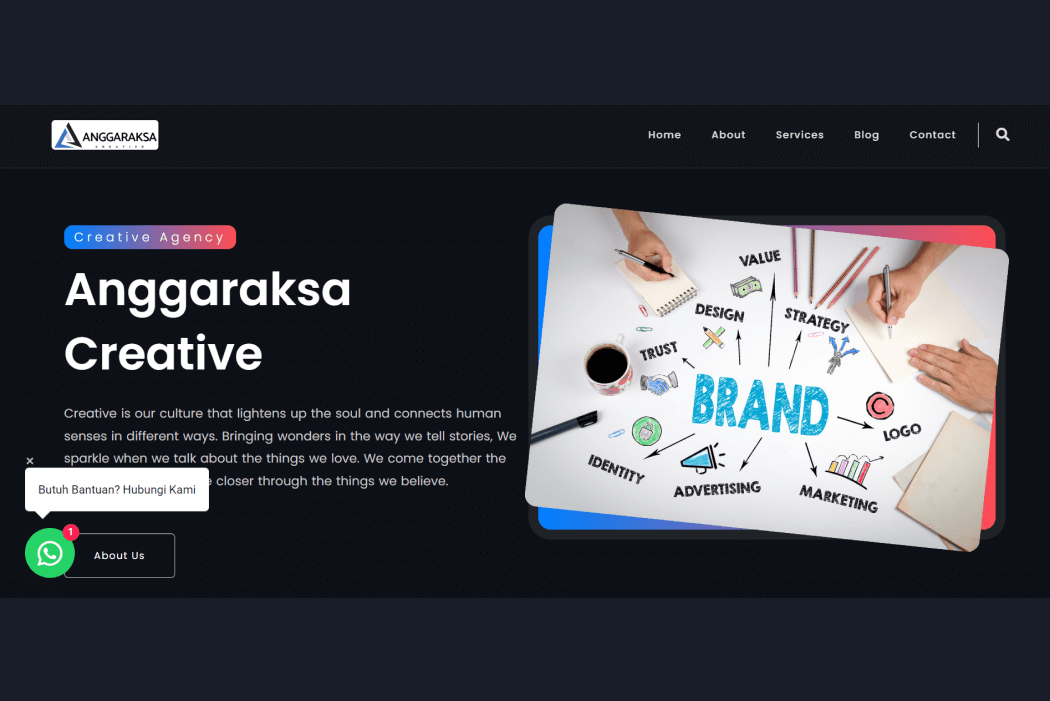 ANGGARAKSA
CREATIVE
Home About Services Blog Contact
Creative Agency
Anggaraksa
Creative
Creative is our culture that lightens up the soul and connects human
senses in different ways. Bringing wonders in the way we tell stories, We
sparkle when we talk about the things we love. We come together the
closer through the things we believe.
×
Butuh Bantuan? Hubungi Kami
1
About Us
VALUE
DESIGN
STRATEGY
TRUST
BRAND
C
LOGO
IDENTITY
ADVERTISING
MARKETING